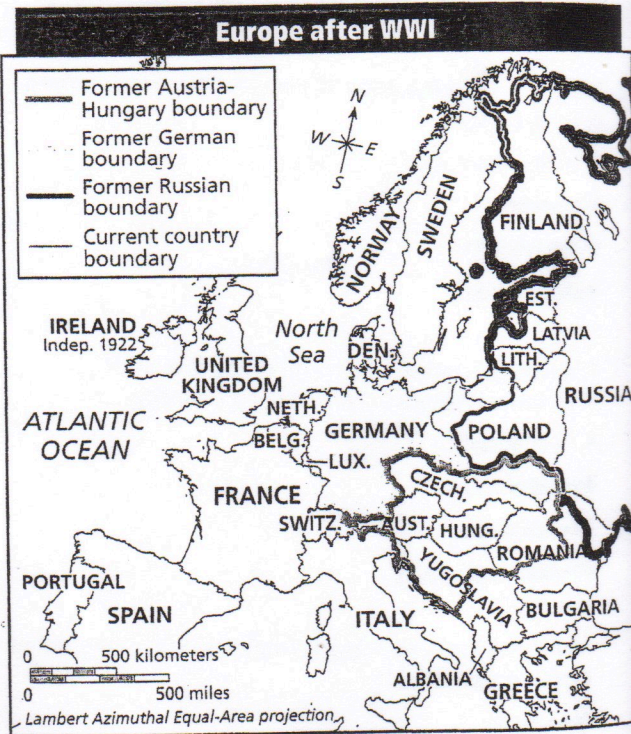 Europe after WWI
Former Austria-
Hungary boundary
Former German
boundary
Former Russian
boundary
Current country
boundary
N
W
E
S
NORWAY
SWEDEN
FINLAND
EST.
LATVIA
LITH.
RUSSIA
IRELAND
Indep. 1922
North
Sea
DEN.
UNITED
KINGDOM
NETH.
ATLANTIC
OCEAN
BELG.
GERMANY
POLAND
LUX.
CZECH.
FRANCE
SWITZ.
AUST.
HUNG.
ROMANIA
YUGOSLAVIA
PORTUGAL
SPAIN
ITALY
BULGARIA
ALBANIA
GREECE
0 500 kilometers
0 500 miles
Lambert Azimuthal Equal-Area projection